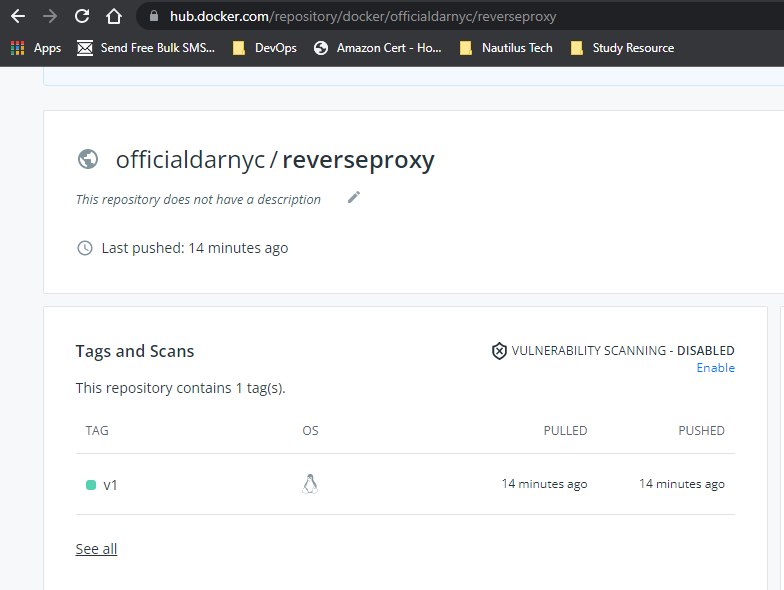 hub.docker.com/repository/docker/officialdarnyc/reverseproxy
Apps Send Free Bulk SMS... DevOps Amazon Cert - Ho... Nautilus Tech Study Resource
officialdarnyc / reverseproxy
This repository does not have a description
Last pushed: 14 minutes ago
Tags and Scans
VULNERABILITY SCANNING - DISABLED
Enable
This repository contains 1 tag(s).
TAG OS PULLED PUSHED
v1 14 minutes ago 14 minutes ago
See all